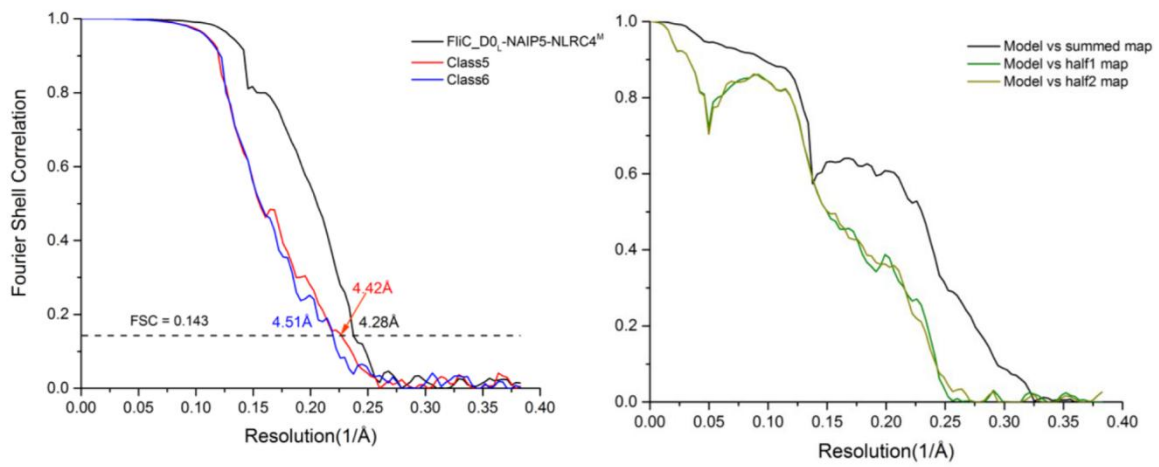 Fourier Shell Correlation
1.0
0.8
0.6
0.4
0.2
0.0
0.00 0.05 0.10 0.15 0.20 0.25 0.30 0.35 0.40
Resolution(1/Å)
FliC_D0L-NAIP5-NLRC4M
Class5
Class6
4.42Å
FSC = 0.143
4.51Å
4.28Å
1.0
0.8
0.6
0.4
0.2
0.0
0.00 0.05 0.10 0.15 0.20 0.25 0.30 0.35 0.40
Resolution(1/Å)
Model vs summed map
Model vs half1 map
Model vs half2 map